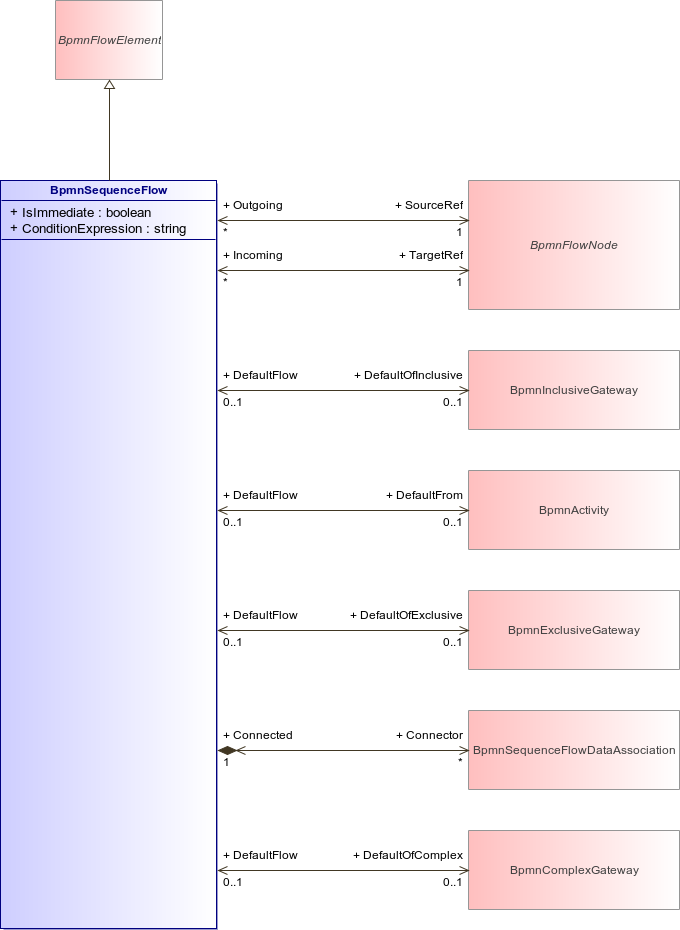 BpmnFlowElement
BpmnSequenceFlow
+ IsImmediate : boolean
+ ConditionExpression : string
+ Outgoing + SourceRef
* 1
+ Incoming + TargetRef
* 1
BpmnFlowNode
+ DefaultFlow + DefaultOfInclusive
0..1 0..1
BpmnInclusiveGateway
+ DefaultFlow + DefaultFrom
0..1 0..1
BpmnActivity
+ DefaultFlow + DefaultOfExclusive
0..1 0..1
BpmnExclusiveGateway
+ Connected + Connector
1 *
BpmnSequenceFlowDataAssociation
+ DefaultFlow + DefaultOfComplex
0..1 0..1
BpmnComplexGateway